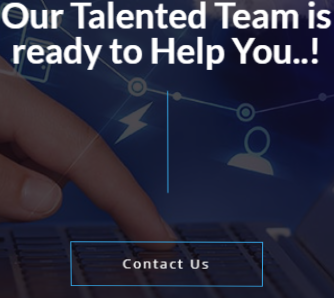 Our Talented Team is
ready to Help You..!
Contact Us